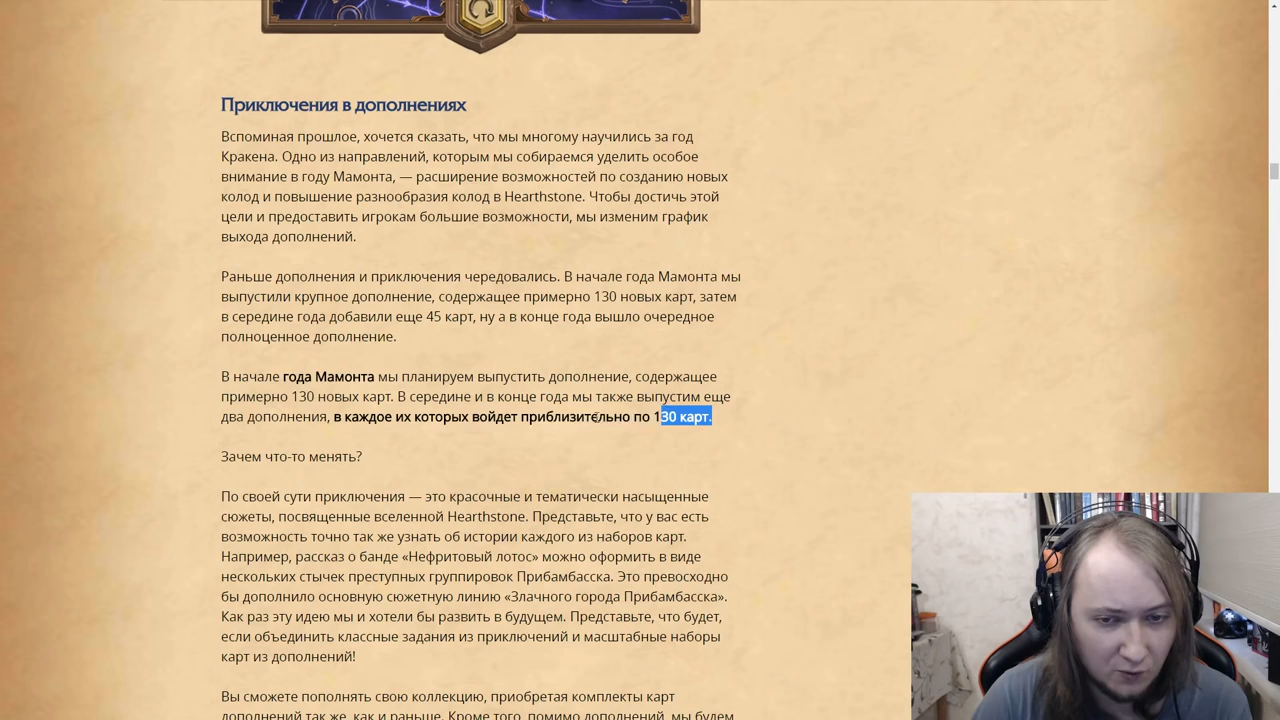 Приключения в дополнениях
Вспоминая прошлое, хочется сказать, что мы многому научились за год
Кракена. Одно из направлений, которым мы собираемся уделить особое
внимание в году Мамонта, — расширение возможностей по созданию новых
колод и повышение разнообразия колод в Hearthstone. Чтобы достичь этой
цели и предоставить игрокам большие возможности, мы изменим график
выхода дополнений.
Раньше дополнения и приключения чередовались. В начале года Мамонта мы
выпустили крупное дополнение, содержащее примерно 130 новых карт, затем
в середине года добавили еще 45 карт, ну а в конце года вышло очередное
полноценное дополнение.
В начале года Мамонта мы планируем выпустить дополнение, содержащее
примерно 130 новых карт. В середине и в конце года мы также выпустим еще
два дополнения, в каждое их которых войдет приблизительно по 130 карт.
Зачем что-то менять?
По своей сути приключения — это красочные и тематически насыщенные
сюжеты, посвященные вселенной Hearthstone. Представьте, что у вас есть
возможность точно так же узнать об истории каждого из наборов карт.
Например, рассказ о банде «Нефритовый лотос» можно оформить в виде
нескольких стычек преступных группировок Прибамбасска. Это превосходно
бы дополнило основную сюжетную линию «Злачного города Прибамбасска».
Как раз эту идею мы и хотели бы развить в будущем. Представьте, что будет,
если объединить классные задания из приключений и масштабные наборы
карт из дополнений!
Вы сможете пополнять свою коллекцию, приобретая комплекты карт
дополнений так же, как и раньше. Кроме того, помимо дополнений, мы будем